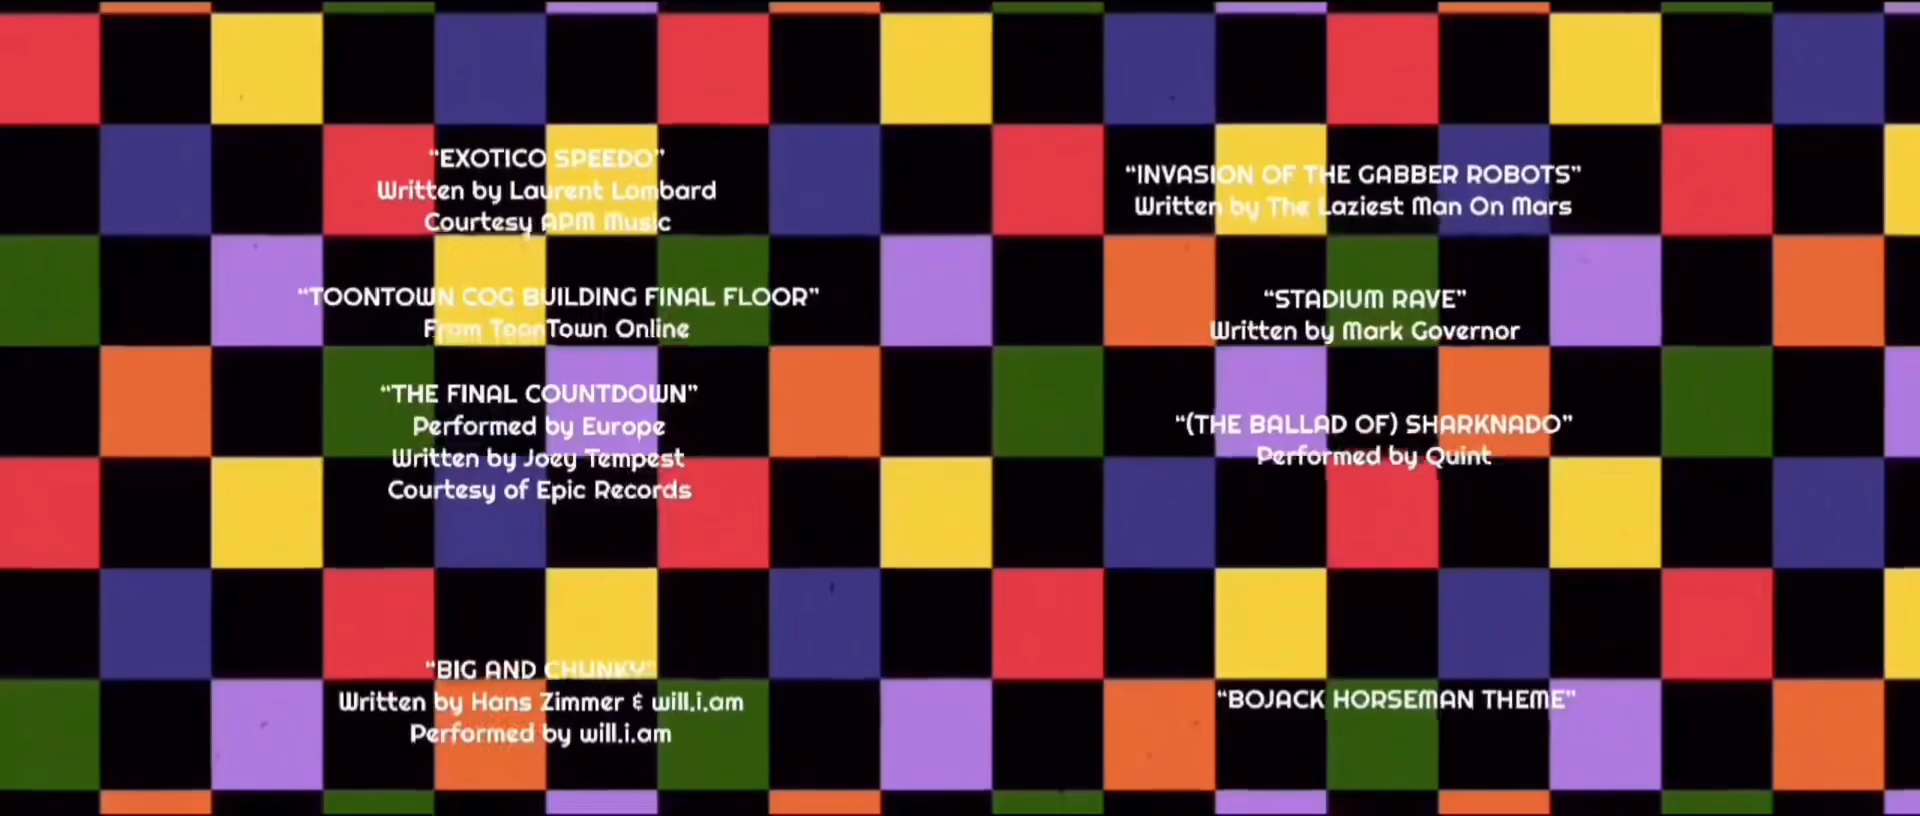 “EXOTICO SPEEDO”
Written by Laurent Lombard
Courtesy APM Music
“TOONTOWN COG BUILDING FINAL FLOOR”
From ToonTown Online
“THE FINAL COUNTDOWN”
Performed by Europe
Written by Joey Tempest
Courtesy of Epic Records
“BIG AND CHUNKY”
Written by Hans Zimmer & will.i.am
Performed by will.i.am
“INVASION OF THE GABBER ROBOTS”
Written by The Laziest Man On Mars
“STADIUM RAVE”
Written by Mark Governor
“(THE BALLAD OF) SHARKNADO”
Performed by Quint
“BOJACK HORSEMAN THEME”